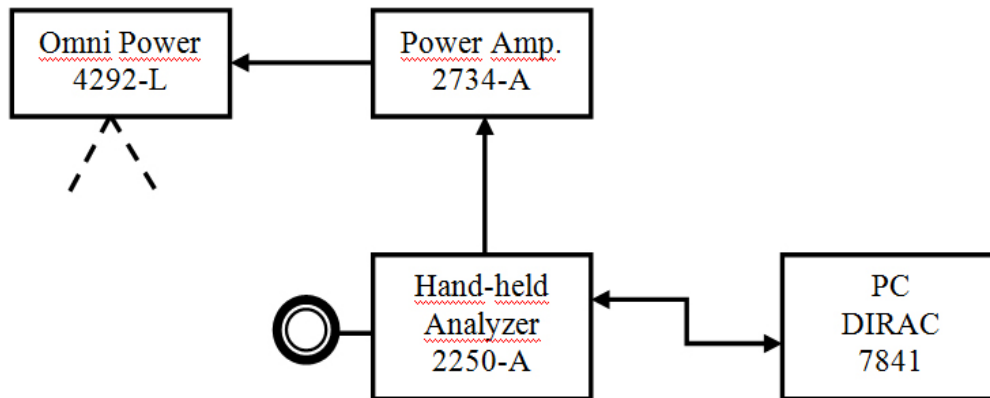 Omni Power
4292-L
Power Amp.
2734-A
Hand-held
Analyzer
2250-A
PC
DIRAC
7841